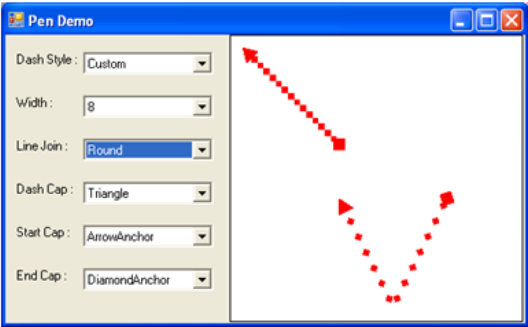 Pen Demo
Dash Style : Custom
Width : 8
Line Join : Round
Dash Cap : Triangle
Start Cap : ArrowAnchor
End Cap : DiamondAnchor